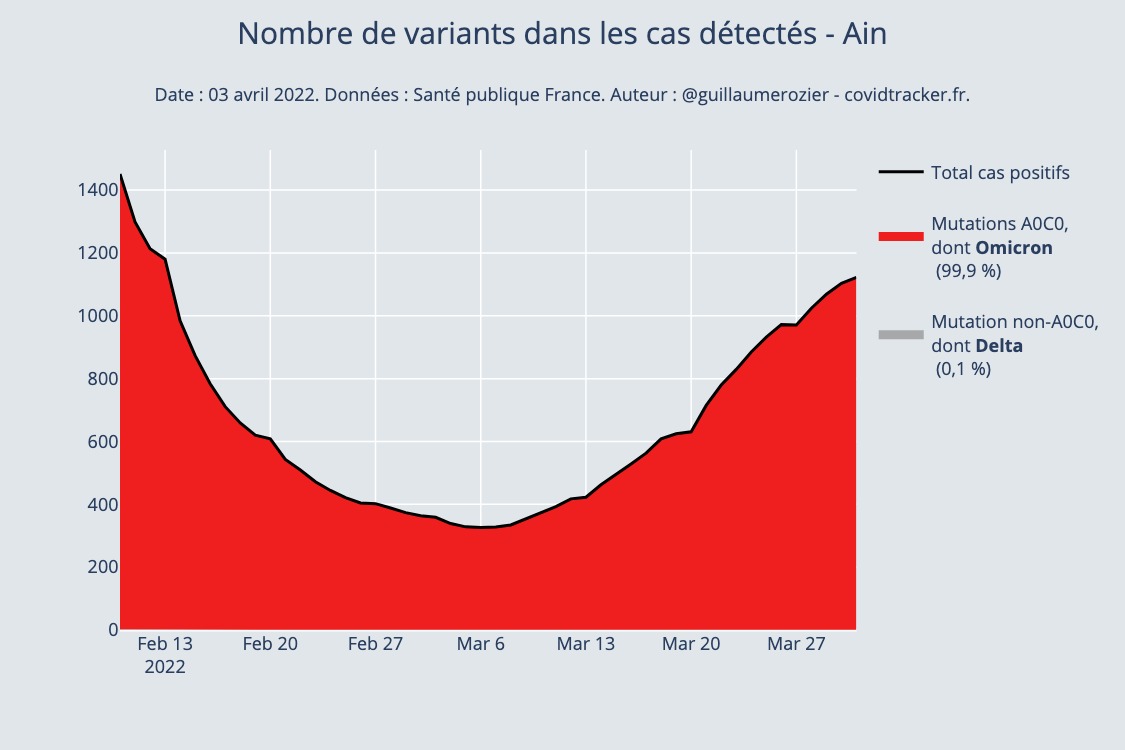 Nombre de variants dans les cas détectés - Ain
Date : 03 avril 2022. Données : Santé publique France. Auteur : @guillaumerozier - covidtracker.fr.
1400
1200
1000
800
600
400
200
0
Feb 13
2022
Feb 20
Feb 27
Mar 6
Mar 13
Mar 20
Mar 27
Total cas positifs
Mutations A0C0,
dont Omicron
(99,9 %)
Mutation non-A0C0,
dont Delta
(0,1 %)